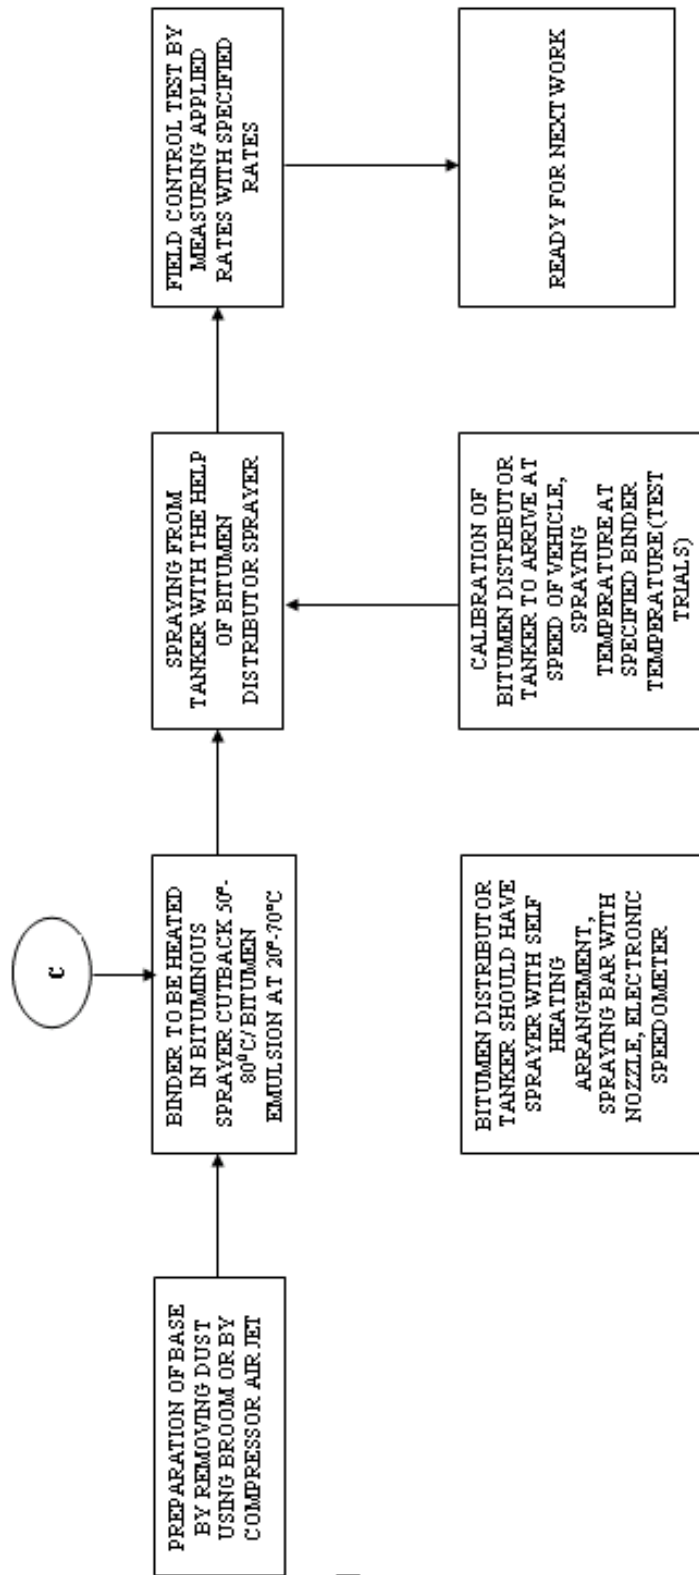 C
PREPARATION OF BASE
BY REMOVING DUST
USING BROOM OR BY
COMPRESSOR AIR JET
BINDER TO BE HEATED
IN BITUMINOUS
SPRAYER CUTBACK 50º-
80⁰C/ BITUMEN
EMULSION AT 20º-70ºC
SPRAYING FROM
TANKER WITH THE HELP
OF BITUMEN
DISTRIBUTOR SPRAYER
FIELD CONTROL TEST BY
MEASURING APPLIED
RATES WITH SPECIFIED
RATES
BITUMEN DISTRIBUTOR
TANKER SHOULD HAVE
SPRAYER WITH SELF
HEATING
ARRANGEMENT,
SPRAYING BAR WITH
NOZZLE, ELECTRONIC
SPEEDOMETER
CALIBRATION OF
BITUMEN DISTRIBUTOR
TANKER TO ARRIVE AT
SPEED OF VEHICLE,
SPRAYING
TEMPERATURE AT
SPECIFIED BINDER
TEMPERATURE(TEST
TRIALS)
READY FOR NEXT WORK